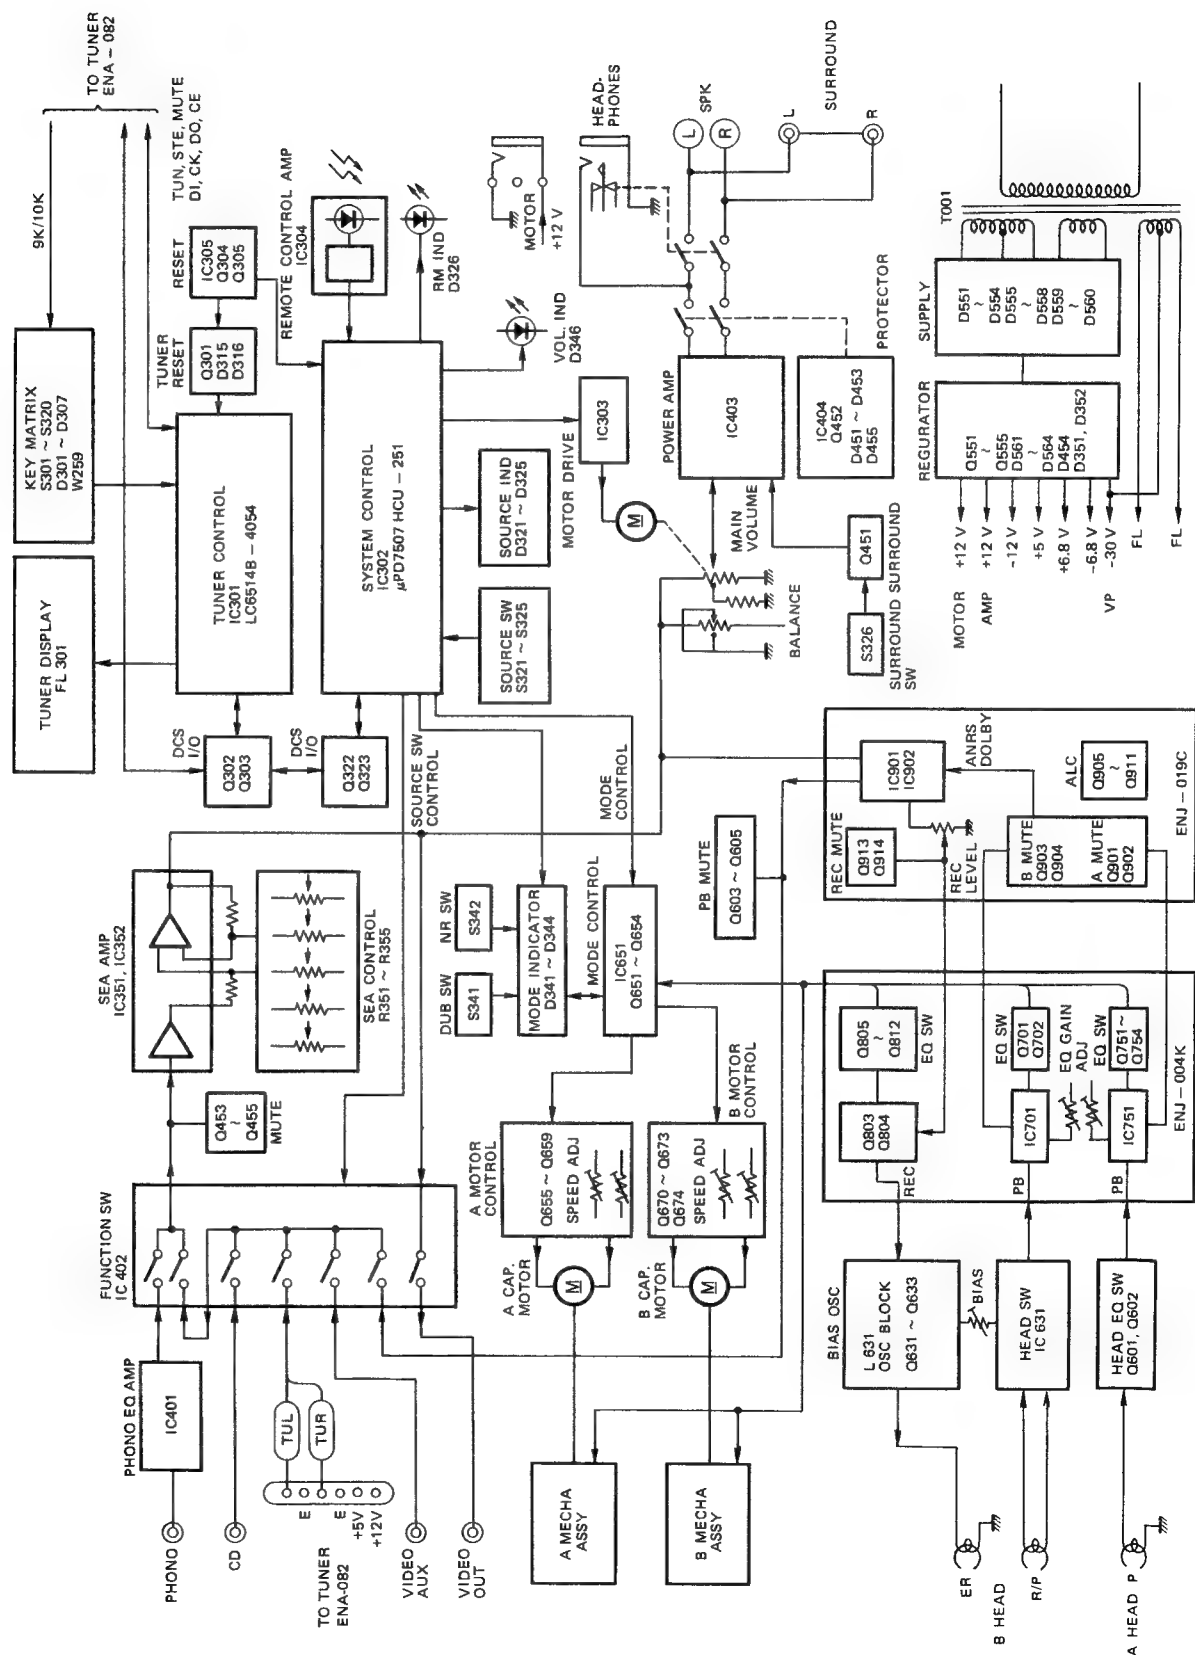 PHONO
PHONO EQ AMP
IC401
CD
TUL
TUR
E
E
+5V
+12V
TO TUNER
ENA-082
VIDEO
AUX
VIDEO
OUT
FUNCTION SW
IC 402
Q453
~
Q455
MUTE
SEA AMP
IC351, IC352
SEA CONTROL
R351 ~ R355
TUNER DISPLAY
FL 301
KEY MATRIX
S301 ~ S320
D301 ~ D307
W259
9K/10K
TO TUNER
ENA ~ 082
TUN, STE, MUTE
DI, CK, DO, CE
RESET
IC305
Q304
Q305
TUNER
RESET
Q301
D315
D316
TUNER CONTROL
IC301
LC6514B - 4054
DCS
I/O
Q302
Q303
DCS
I/O
Q322
Q323
SYSTEM CONTROL
IC302
μPD7507 HCU - 251
REMOTE CONTROL AMP
IC304
RM IND
D326
VOL. IND
D346
SOURCE SW
CONTROL
MODE
CONTROL
SOURCE SW
S321 ~ S325
SOURCE IND
D321 ~ D325
MOTOR DRIVE
IC303
M
MOTOR
+12 V
HEAD-
PHONES
SPK
L
R
SURROUND
L
R
POWER AMP
IC403
PROTECTOR
IC404
Q452
D451 ~ D453
D455
MAIN
VOLUME
BALANCE
S326
Q451
SURROUND SURROUND
SW
DUB SW
S341
NR SW
S342
MODE INDICATOR
D341 ~ D344
MODE CONTROL
IC651
Q651 ~ Q654
A MOTOR
CONTROL
Q655 ~ Q659
SPEED ADJ
A CAP.
MOTOR
M
B MOTOR
CONTROL
Q670 ~ Q673
Q674
SPEED ADJ
B CAP.
MOTOR
M
A MECHA
ASSY
B MECHA
ASSY
PB MUTE
Q603 ~ Q605
REC MUTE
Q913
Q914
REC
LEVEL
IC901
IC902
ANRS
DOLBY
ALC
Q905
~
Q911
B MUTE
Q903
Q904
A MUTE
Q901
Q902
ENJ - 019C
Q805
~
Q812
EQ SW
Q803
Q804
REC
EQ SW
Q701
Q702
IC701
PB
EQ GAIN
ADJ
EQ SW
Q751 ~
Q754
IC751
PB
ENJ - 004K
BIAS OSC
L 631
OSC BLOCK
Q631 ~ Q633
BIAS
HEAD SW
IC 631
HEAD EQ SW
Q601, Q602
ER
B HEAD
R/P
A HEAD P
T001
SUPPLY
D551
~
D554
D555
~
D558
D559
~
D560
REGURATOR
Q551
~
Q555
D561
~
D564
D454
D351, D352
MOTOR +12 V
AMP +12 V
-12V
+5 V
+6.8 V
-6.8 V
VP -30 V
FL
FL